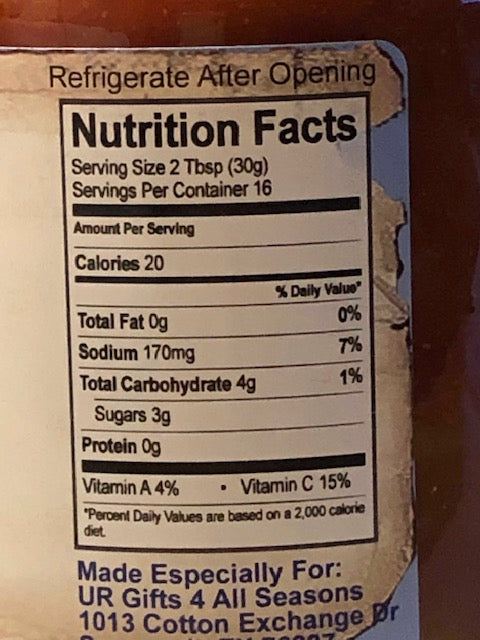 Refrigerate After Opening
Nutrition Facts
Serving Size 2 Tbsp (30g)
Servings Per Container 16
Amount Per Serving
Calories 20
% Daily Value*
Total Fat 0g 0%
Sodium 170mg 7%
Total Carbohydrate 4g 1%
Sugars 3g
Protein 0g
Vitamin A 4% • Vitamin C 15%
*Percent Daily Values are based on a 2,000 calorie
diet.
Made Especially For:
UR Gifts 4 All Seasons
1013 Cotton Exchange Dr